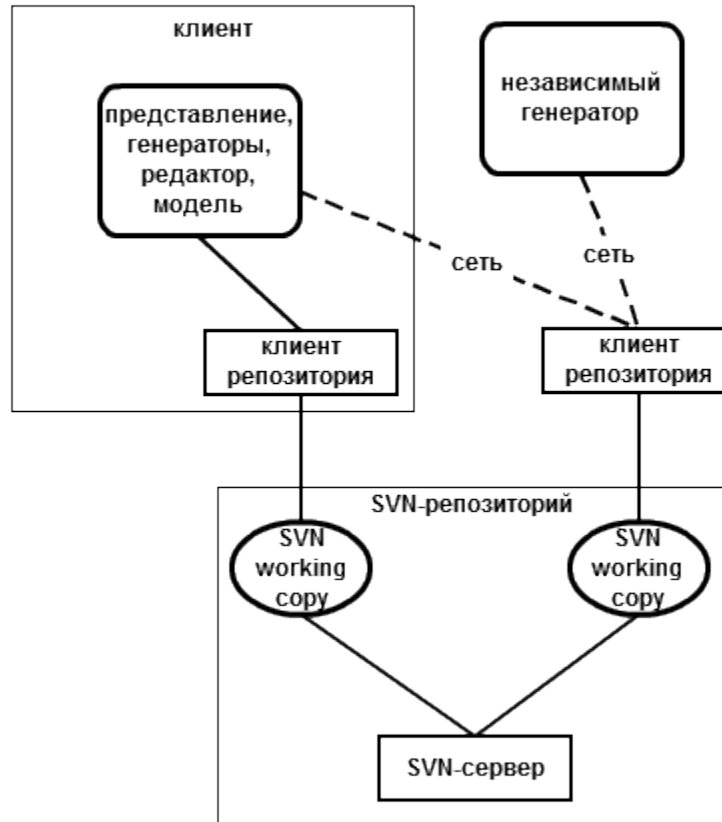 клиент
представление,
генераторы,
редактор,
модель
независимый
генератор
сеть
сеть
клиент
репозитория
клиент
репозитория
SVN-репозиторий
SVN
working
copy
SVN
working
copy
SVN-сервер